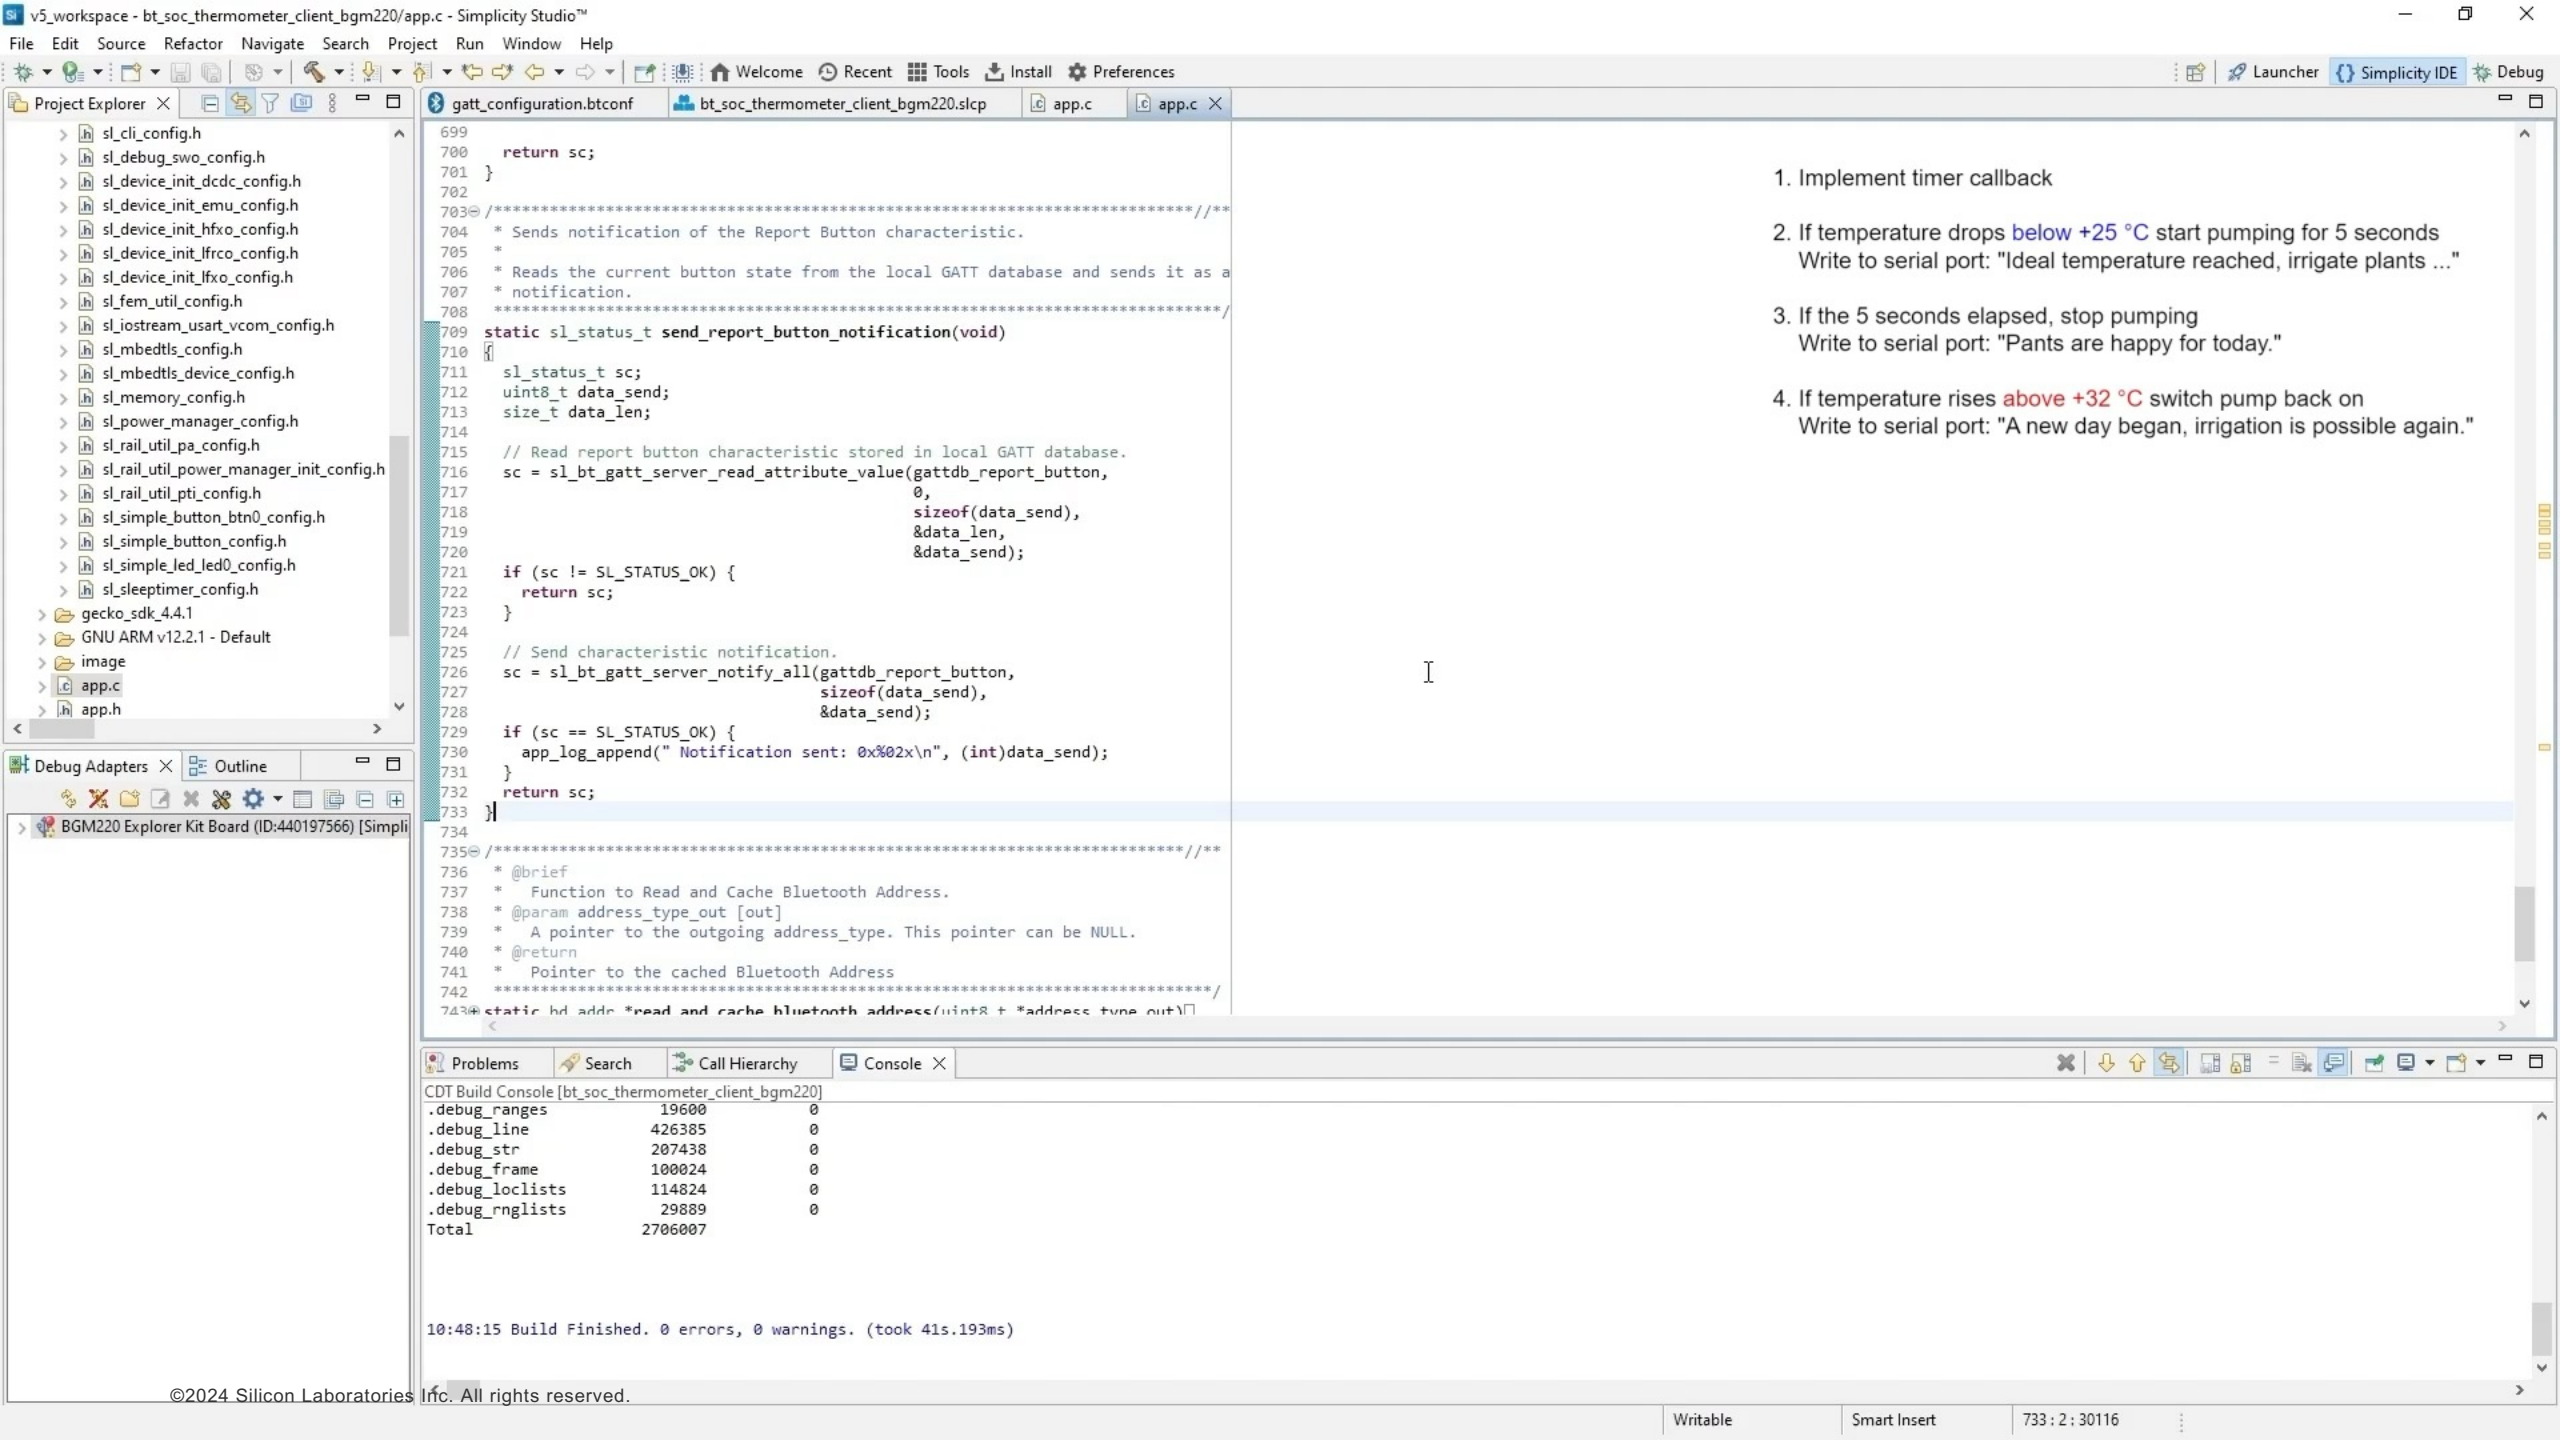 v5_workspace - bt_soc_thermometer_client_bgm220/app.c - Simplicity Studio™
File Edit Source Refactor Navigate Search Project Run Window Help
Welcome Recent Tools Install Preferences Launcher Simplicity IDE Debug
Project Explorer
sl_cli_config.h
sl_debug_swo_config.h
sl_device_init_dcdc_config.h
sl_device_init_emu_config.h
sl_device_init_hfxo_config.h
sl_device_init_lfrco_config.h
sl_device_init_lfxo_config.h
sl_fem_util_config.h
sl_iostream_usart_vcom_config.h
sl_mbedtls_config.h
sl_mbedtls_device_config.h
sl_memory_config.h
sl_power_manager_config.h
sl_rail_util_pa_config.h
sl_rail_util_power_manager_init_config.h
sl_rail_util_pti_config.h
sl_simple_button_btn0_config.h
sl_simple_button_config.h
sl_simple_led_led0_config.h
sl_sleeptimer_config.h
gecko_sdk_4.4.1
GNU ARM v12.2.1 - Default
image
app.c
app.h
Debug Adapters Outline
BGM220 Explorer Kit Board (ID:440197566) [Simpli
gatt_configuration.btconf bt_soc_thermometer_client_bgm220.slcp app.c app.c
699
700 return sc;
701 }
702
703 /***************************************************************************//**
704 * Sends notification of the Report Button characteristic.
705 *
706 * Reads the current button state from the local GATT database and sends it as a
707 * notification.
708 ******************************************************************************/
709 static sl_status_t send_report_button_notification(void)
710 {
711 sl_status_t sc;
712 uint8_t data_send;
713 size_t data_len;
714
715 // Read report button characteristic stored in local GATT database.
716 sc = sl_bt_gatt_server_read_attribute_value(gattdb_report_button,
717 0,
718 sizeof(data_send),
719 &data_len,
720 &data_send);
721 if (sc != SL_STATUS_OK) {
722 return sc;
723 }
724
725 // Send characteristic notification.
726 sc = sl_bt_gatt_server_notify_all(gattdb_report_button,
727 sizeof(data_send),
728 &data_send);
729 if (sc == SL_STATUS_OK) {
730 app_log_append(" Notification sent: 0x%02x\n", (int)data_send);
731 }
732 return sc;
733 }
734
735 /**************************************************************************//**
736 * @brief
737 * Function to Read and Cache Bluetooth Address.
738 * @param address_type_out [out]
739 * A pointer to the outgoing address_type. This pointer can be NULL.
740 * @return
741 * Pointer to the cached Bluetooth Address
742 *****************************************************************************/
743 static bd_addr *read_and_cache_bluetooth_address(uint8_t *address_type_out)
1. Implement timer callback
2. If temperature drops below +25 °C start pumping for 5 seconds
Write to serial port: "Ideal temperature reached, irrigate plants ..."
3. If the 5 seconds elapsed, stop pumping
Write to serial port: "Pants are happy for today."
4. If temperature rises above +32 °C switch pump back on
Write to serial port: "A new day began, irrigation is possible again."
Problems Search Call Hierarchy Console
CDT Build Console [bt_soc_thermometer_client_bgm220]
.debug_ranges 19600 0
.debug_line 426385 0
.debug_str 207438 0
.debug_frame 100024 0
.debug_loclists 114824 0
.debug_rnglists 29889 0
Total 2706007
10:48:15 Build Finished. 0 errors, 0 warnings. (took 41s.193ms)
©2024 Silicon Laboratories Inc. All rights reserved.
Writable Smart Insert 733 : 2 : 30116